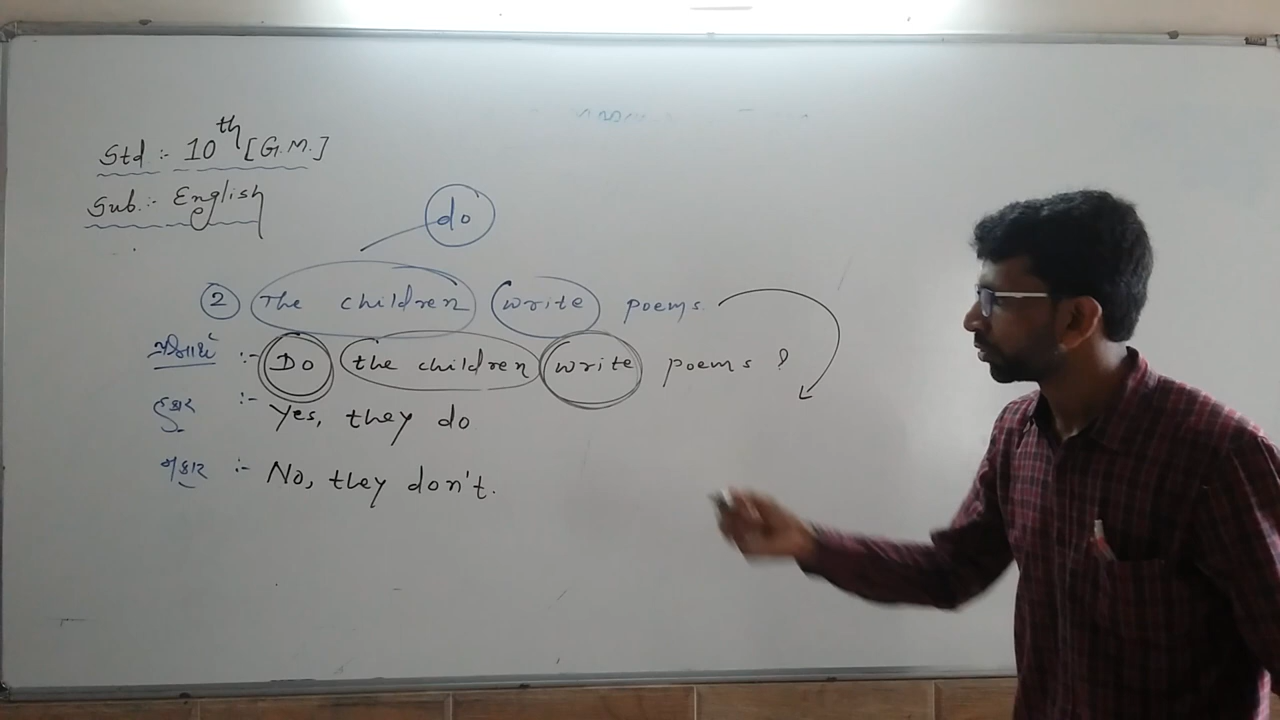 Std :- 10th [G.M.]
Sub :- English
do
2 The children write poems.
પ્રશ્નાર્થ :- Do the children write poems ?
હકાર :- Yes, they do
નકાર :- No, they don't.